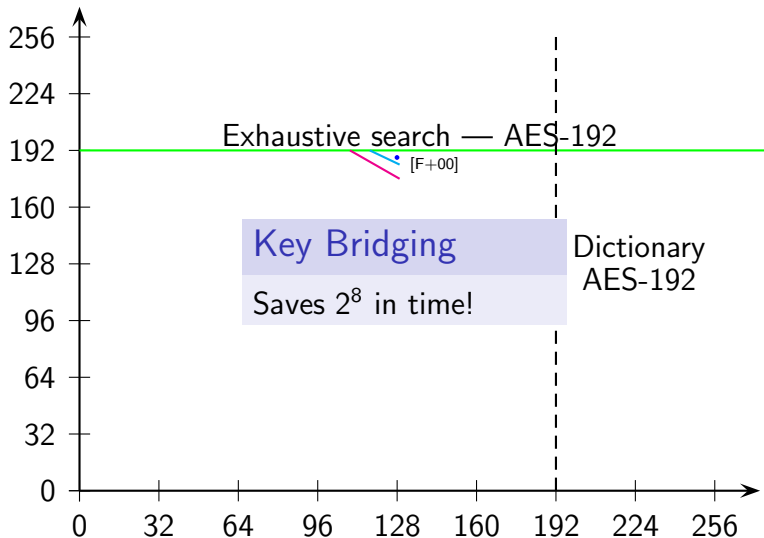 256
224
Exhaustive search — AES-192
192
[F+00]
160
Key Bridging
Dictionary
AES-192
128
Saves 2⁸ in time!
96
64
32
0
0 32 64 96 128 160 192 224 256